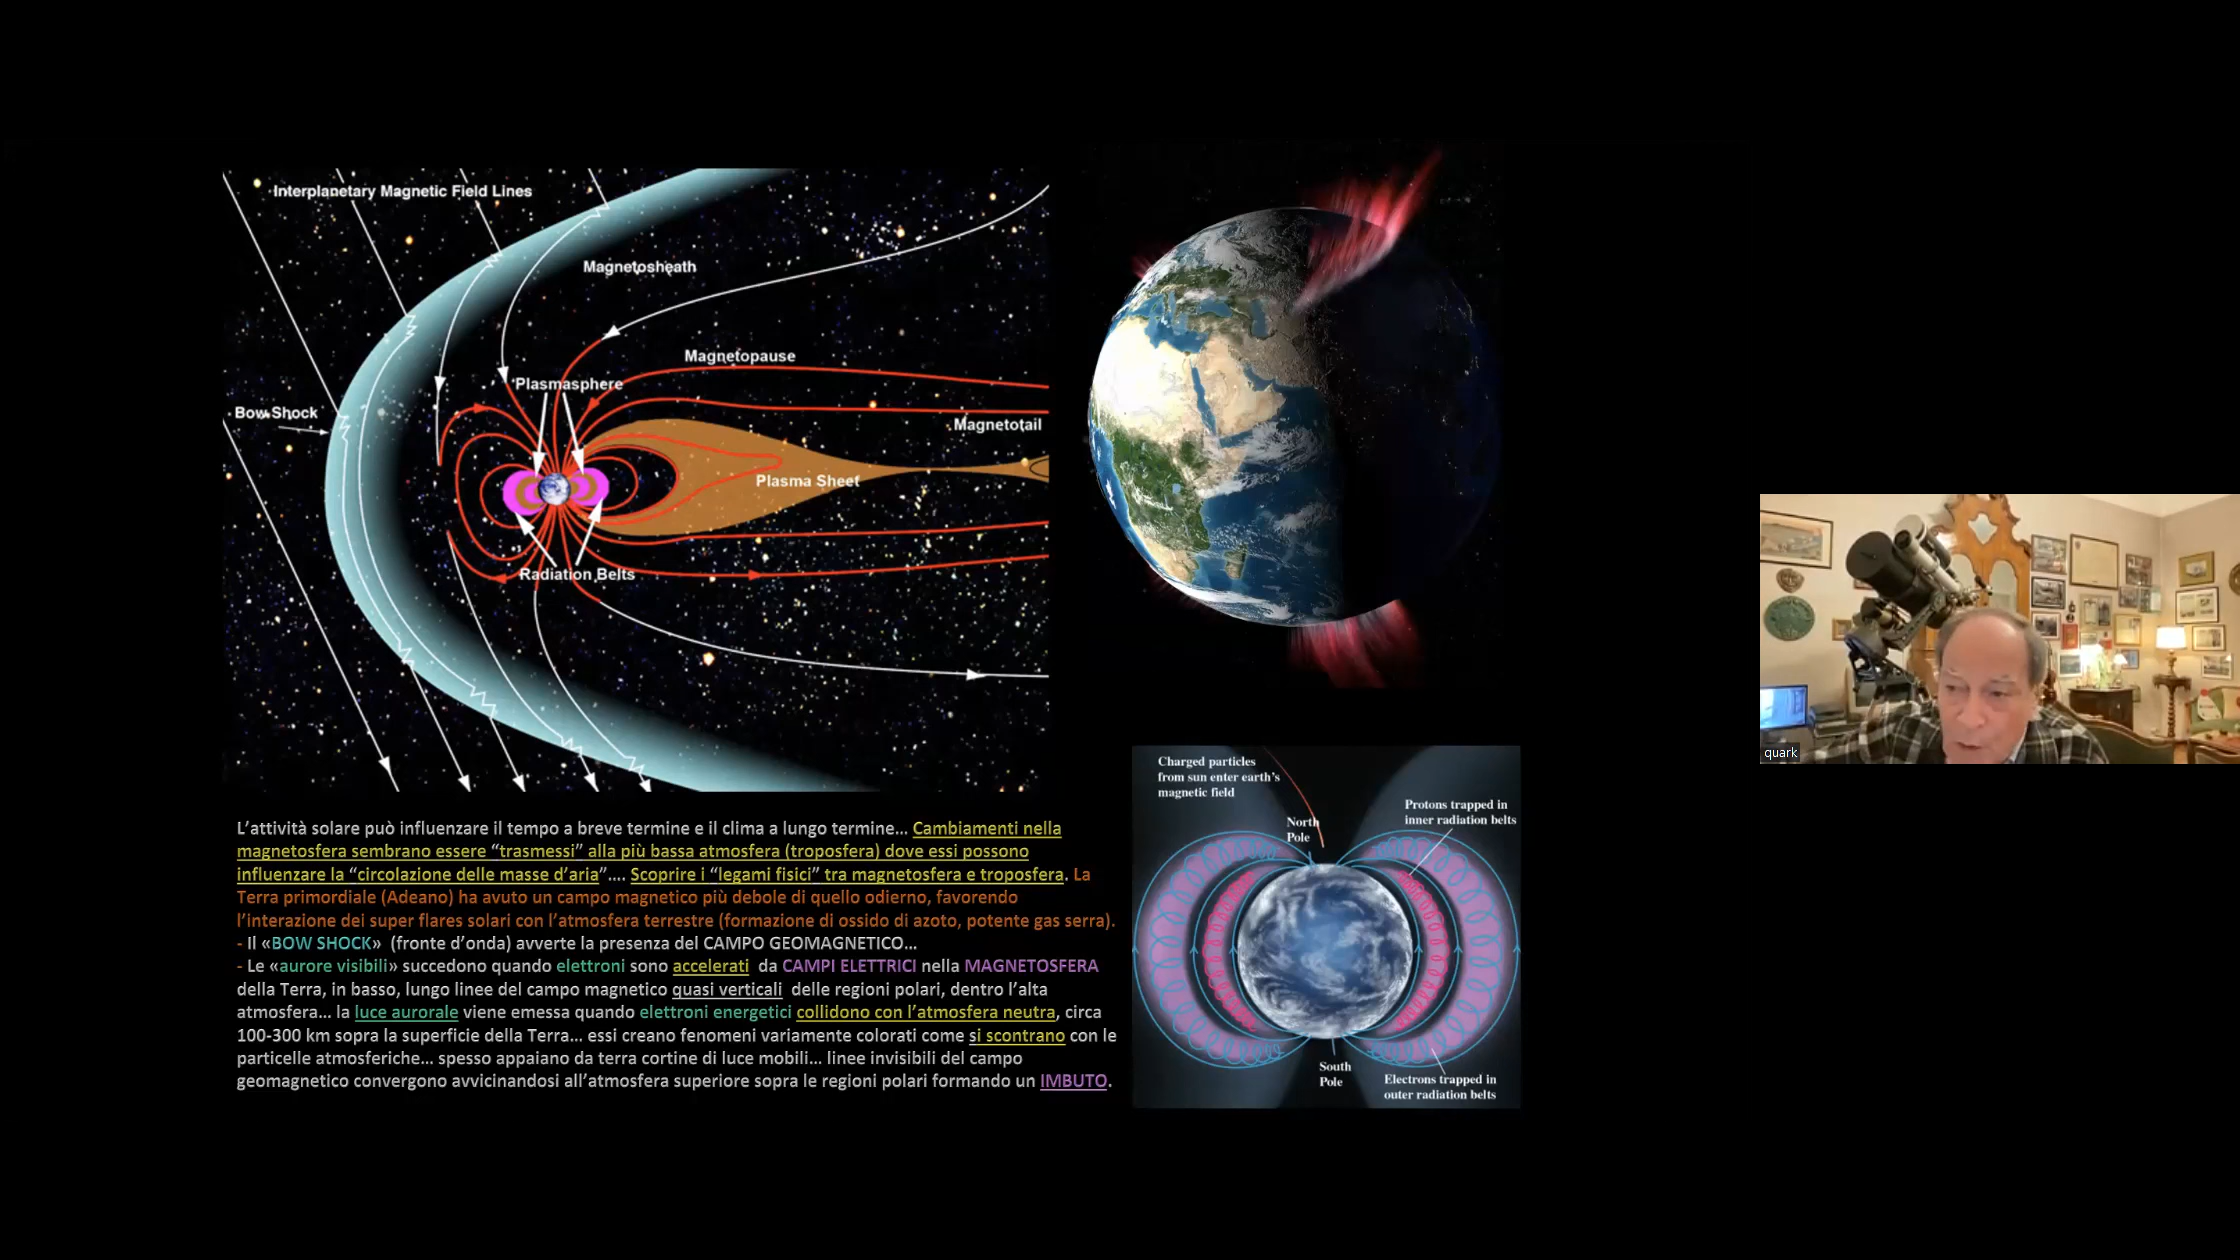 Interplanetary Magnetic Field Lines
Magnetosheath
Magnetopause
Plasmasphere
Bow Shock
Magnetotail
Plasma Sheet
Radiation Belts
L’attività solare può influenzare il tempo a breve termine e il clima a lungo termine… Cambiamenti nella
magnetosfera sembrano essere “trasmessi” alla più bassa atmosfera (troposfera) dove essi possono
influenzare la “circolazione delle masse d’aria”…. Scoprire i “legami fisici” tra magnetosfera e troposfera. La
Terra primordiale (Adeano) ha avuto un campo magnetico più debole di quello odierno, favorendo
l’interazione dei super flares solari con l’atmosfera terrestre (formazione di ossido di azoto, potente gas serra).
- Il «BOW SHOCK» (fronte d’onda) avverte la presenza del CAMPO GEOMAGNETICO…
- Le «aurore visibili» succedono quando elettroni sono accelerati da CAMPI ELETTRICI nella MAGNETOSFERA
della Terra, in basso, lungo linee del campo magnetico quasi verticali delle regioni polari, dentro l’alta
atmosfera… la luce aurorale viene emessa quando elettroni energetici collidono con l’atmosfera neutra, circa
100-300 km sopra la superficie della Terra… essi creano fenomeni variamente colorati come si scontrano con le
particelle atmosferiche… spesso appaiano da terra cortine di luce mobili… linee invisibili del campo
geomagnetico convergono avvicinandosi all’atmosfera superiore sopra le regioni polari formando un IMBUTO.
Charged particles
from sun enter earth’s
magnetic field
North
Pole
Protons trapped in
inner radiation belts
South
Pole
Electrons trapped in
outer radiation belts
quark